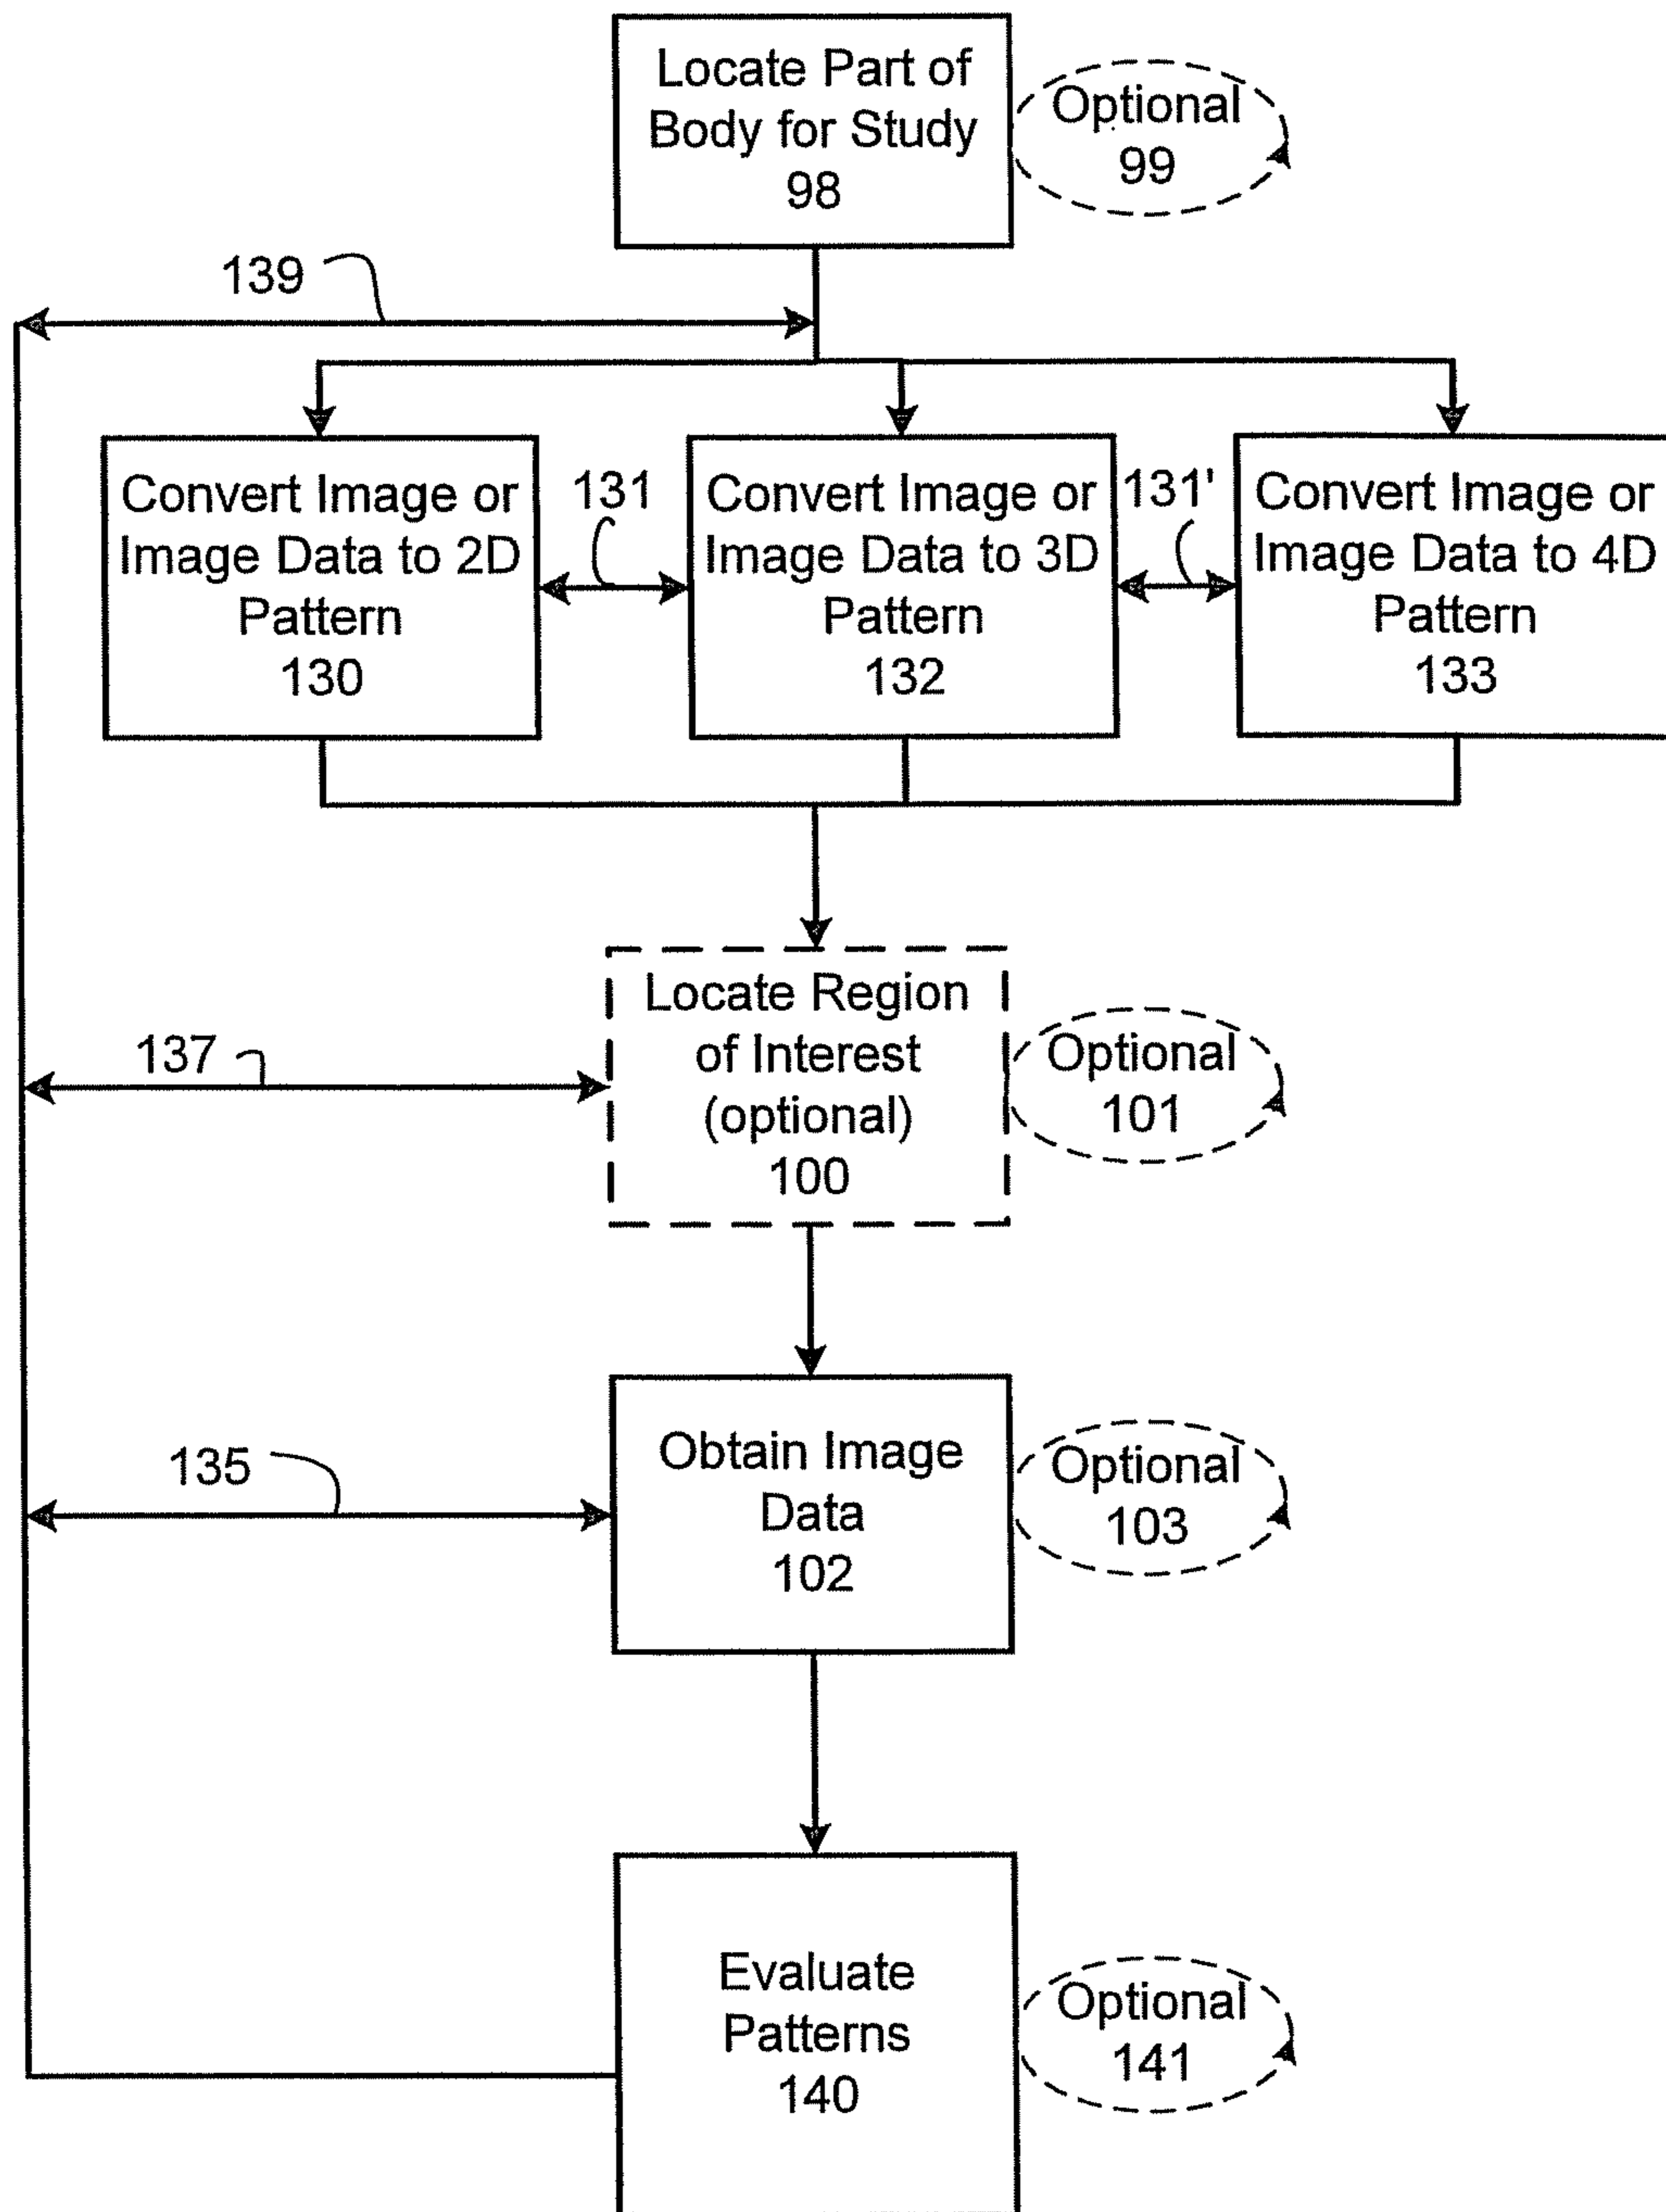 Locate Part of
Body for Study
98
Optional
99
139
Convert Image or
Image Data to 2D
Pattern
130
131
Convert Image or
Image Data to 3D
Pattern
132
131'
Convert Image or
Image Data to 4D
Pattern
133
Locate Region
of Interest
(optional)
100
Optional
101
137
Obtain Image
Data
102
Optional
103
135
Evaluate
Patterns
140
Optional
141